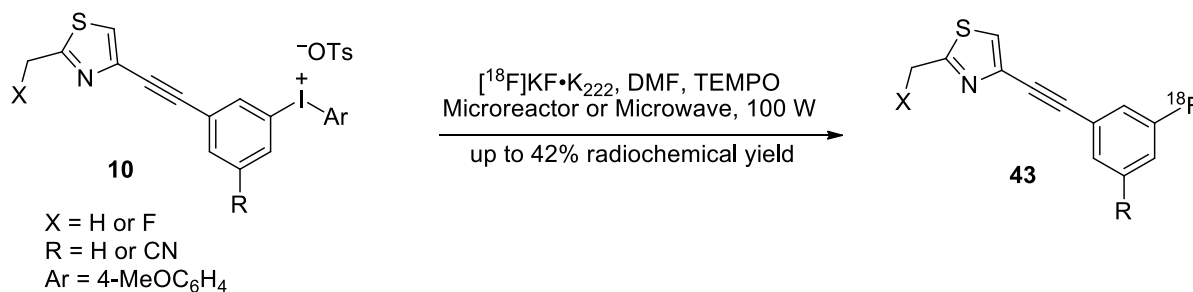 S
N
X
I
+
Ar
−OTs
R
10
X = H or F
R = H or CN
Ar = 4-MeOC6H4
[18F]KF•K222, DMF, TEMPO
Microreactor or Microwave, 100 W
up to 42% radiochemical yield
S
N
X
18F
R
43